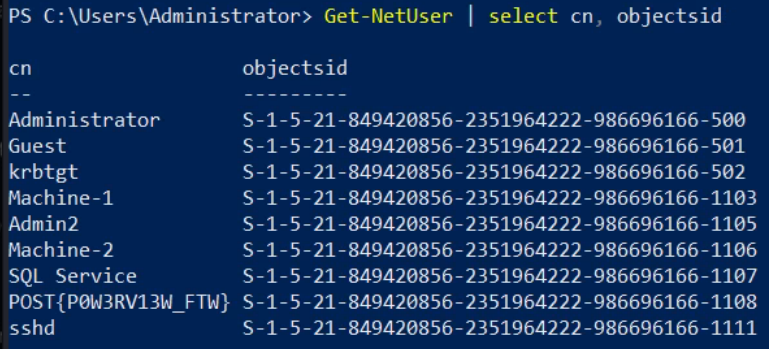 PS C:\Users\Administrator> Get-NetUser | select cn, objectsid
cn objectsid
-- ---------
Administrator S-1-5-21-849420856-2351964222-986696166-500
Guest S-1-5-21-849420856-2351964222-986696166-501
krbtgt S-1-5-21-849420856-2351964222-986696166-502
Machine-1 S-1-5-21-849420856-2351964222-986696166-1103
Admin2 S-1-5-21-849420856-2351964222-986696166-1105
Machine-2 S-1-5-21-849420856-2351964222-986696166-1106
SQL Service S-1-5-21-849420856-2351964222-986696166-1107
POST{P0W3RV13W_FTW} S-1-5-21-849420856-2351964222-986696166-1108
sshd S-1-5-21-849420856-2351964222-986696166-1111